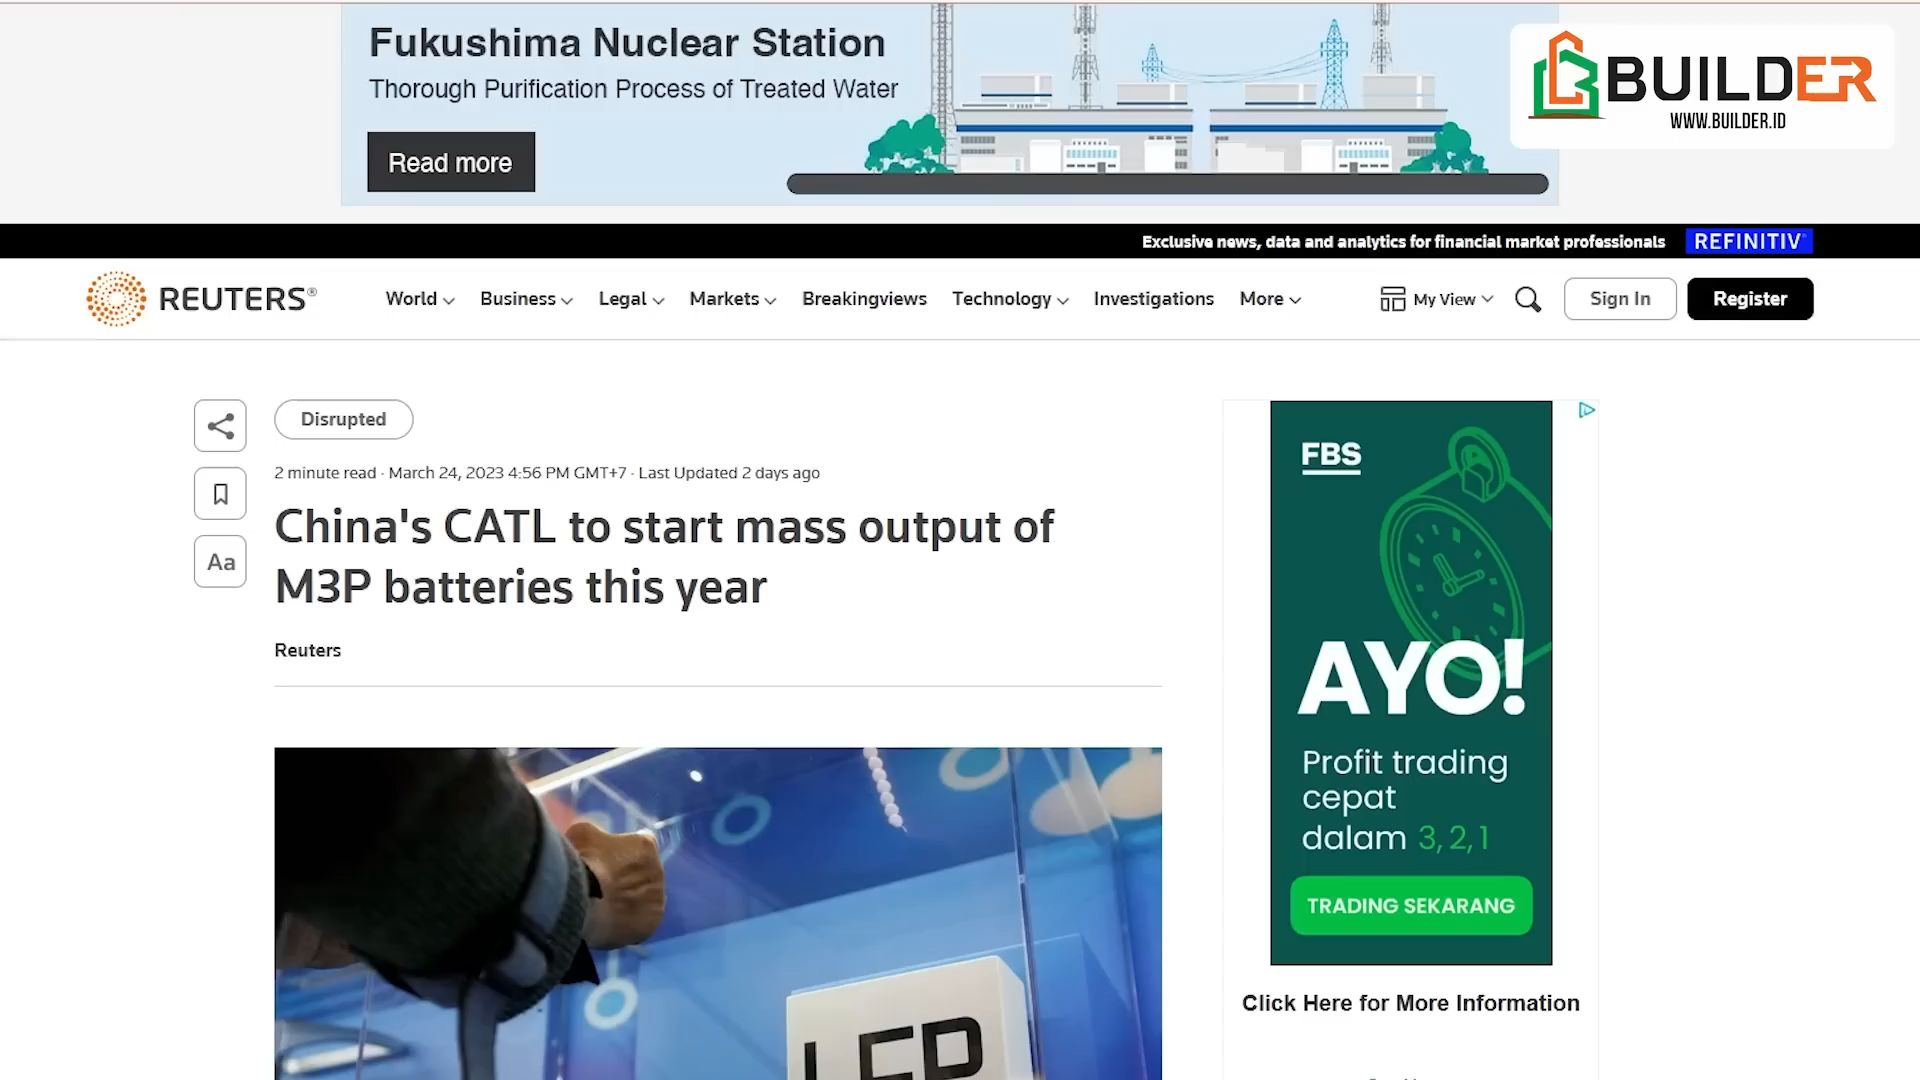 Fukushima Nuclear Station
Thorough Purification Process of Treated Water
Read more
BUILDER
WWW.BUILDER.ID
Exclusive news, data and analytics for financial market professionals
REFINITIV
REUTERS®
World
Business
Legal
Markets
Breakingviews
Technology
Investigations
More
My View
Sign In
Register
Disrupted
2 minute read · March 24, 2023 4:56 PM GMT+7 · Last Updated 2 days ago
Aa
China's CATL to start mass output of
M3P batteries this year
Reuters
LFP
FBS
AYO!
Profit trading
cepat
dalam 3, 2, 1
TRADING SEKARANG
Click Here for More Information